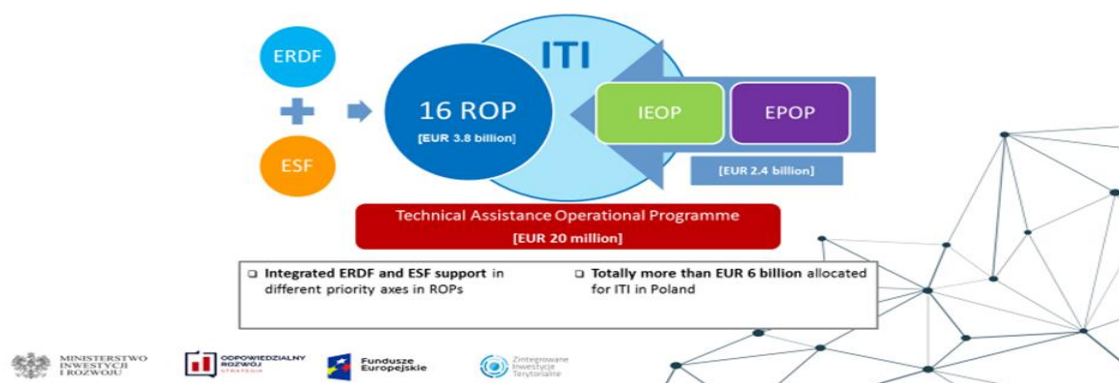 ERDF
ITI
16 ROP
[EUR 3.8 billion]
IEOP
EPOP
ESF
[EUR 2.4 billion]
Technical Assistance Operational Programme
[EUR 20 million]
Integrated ERDF and ESF support in
different priority axes in ROPs
Totally more than EUR 6 billion allocated
for ITI in Poland
MINISTERSTWO
INWESTYCJI
I ROZWOJU
ODPOWIEDZIALNY
ROZWÓJ
STRATEGIA
Fundusze
Europejskie
Zintegrowane
Inwestycje
Terytorialne